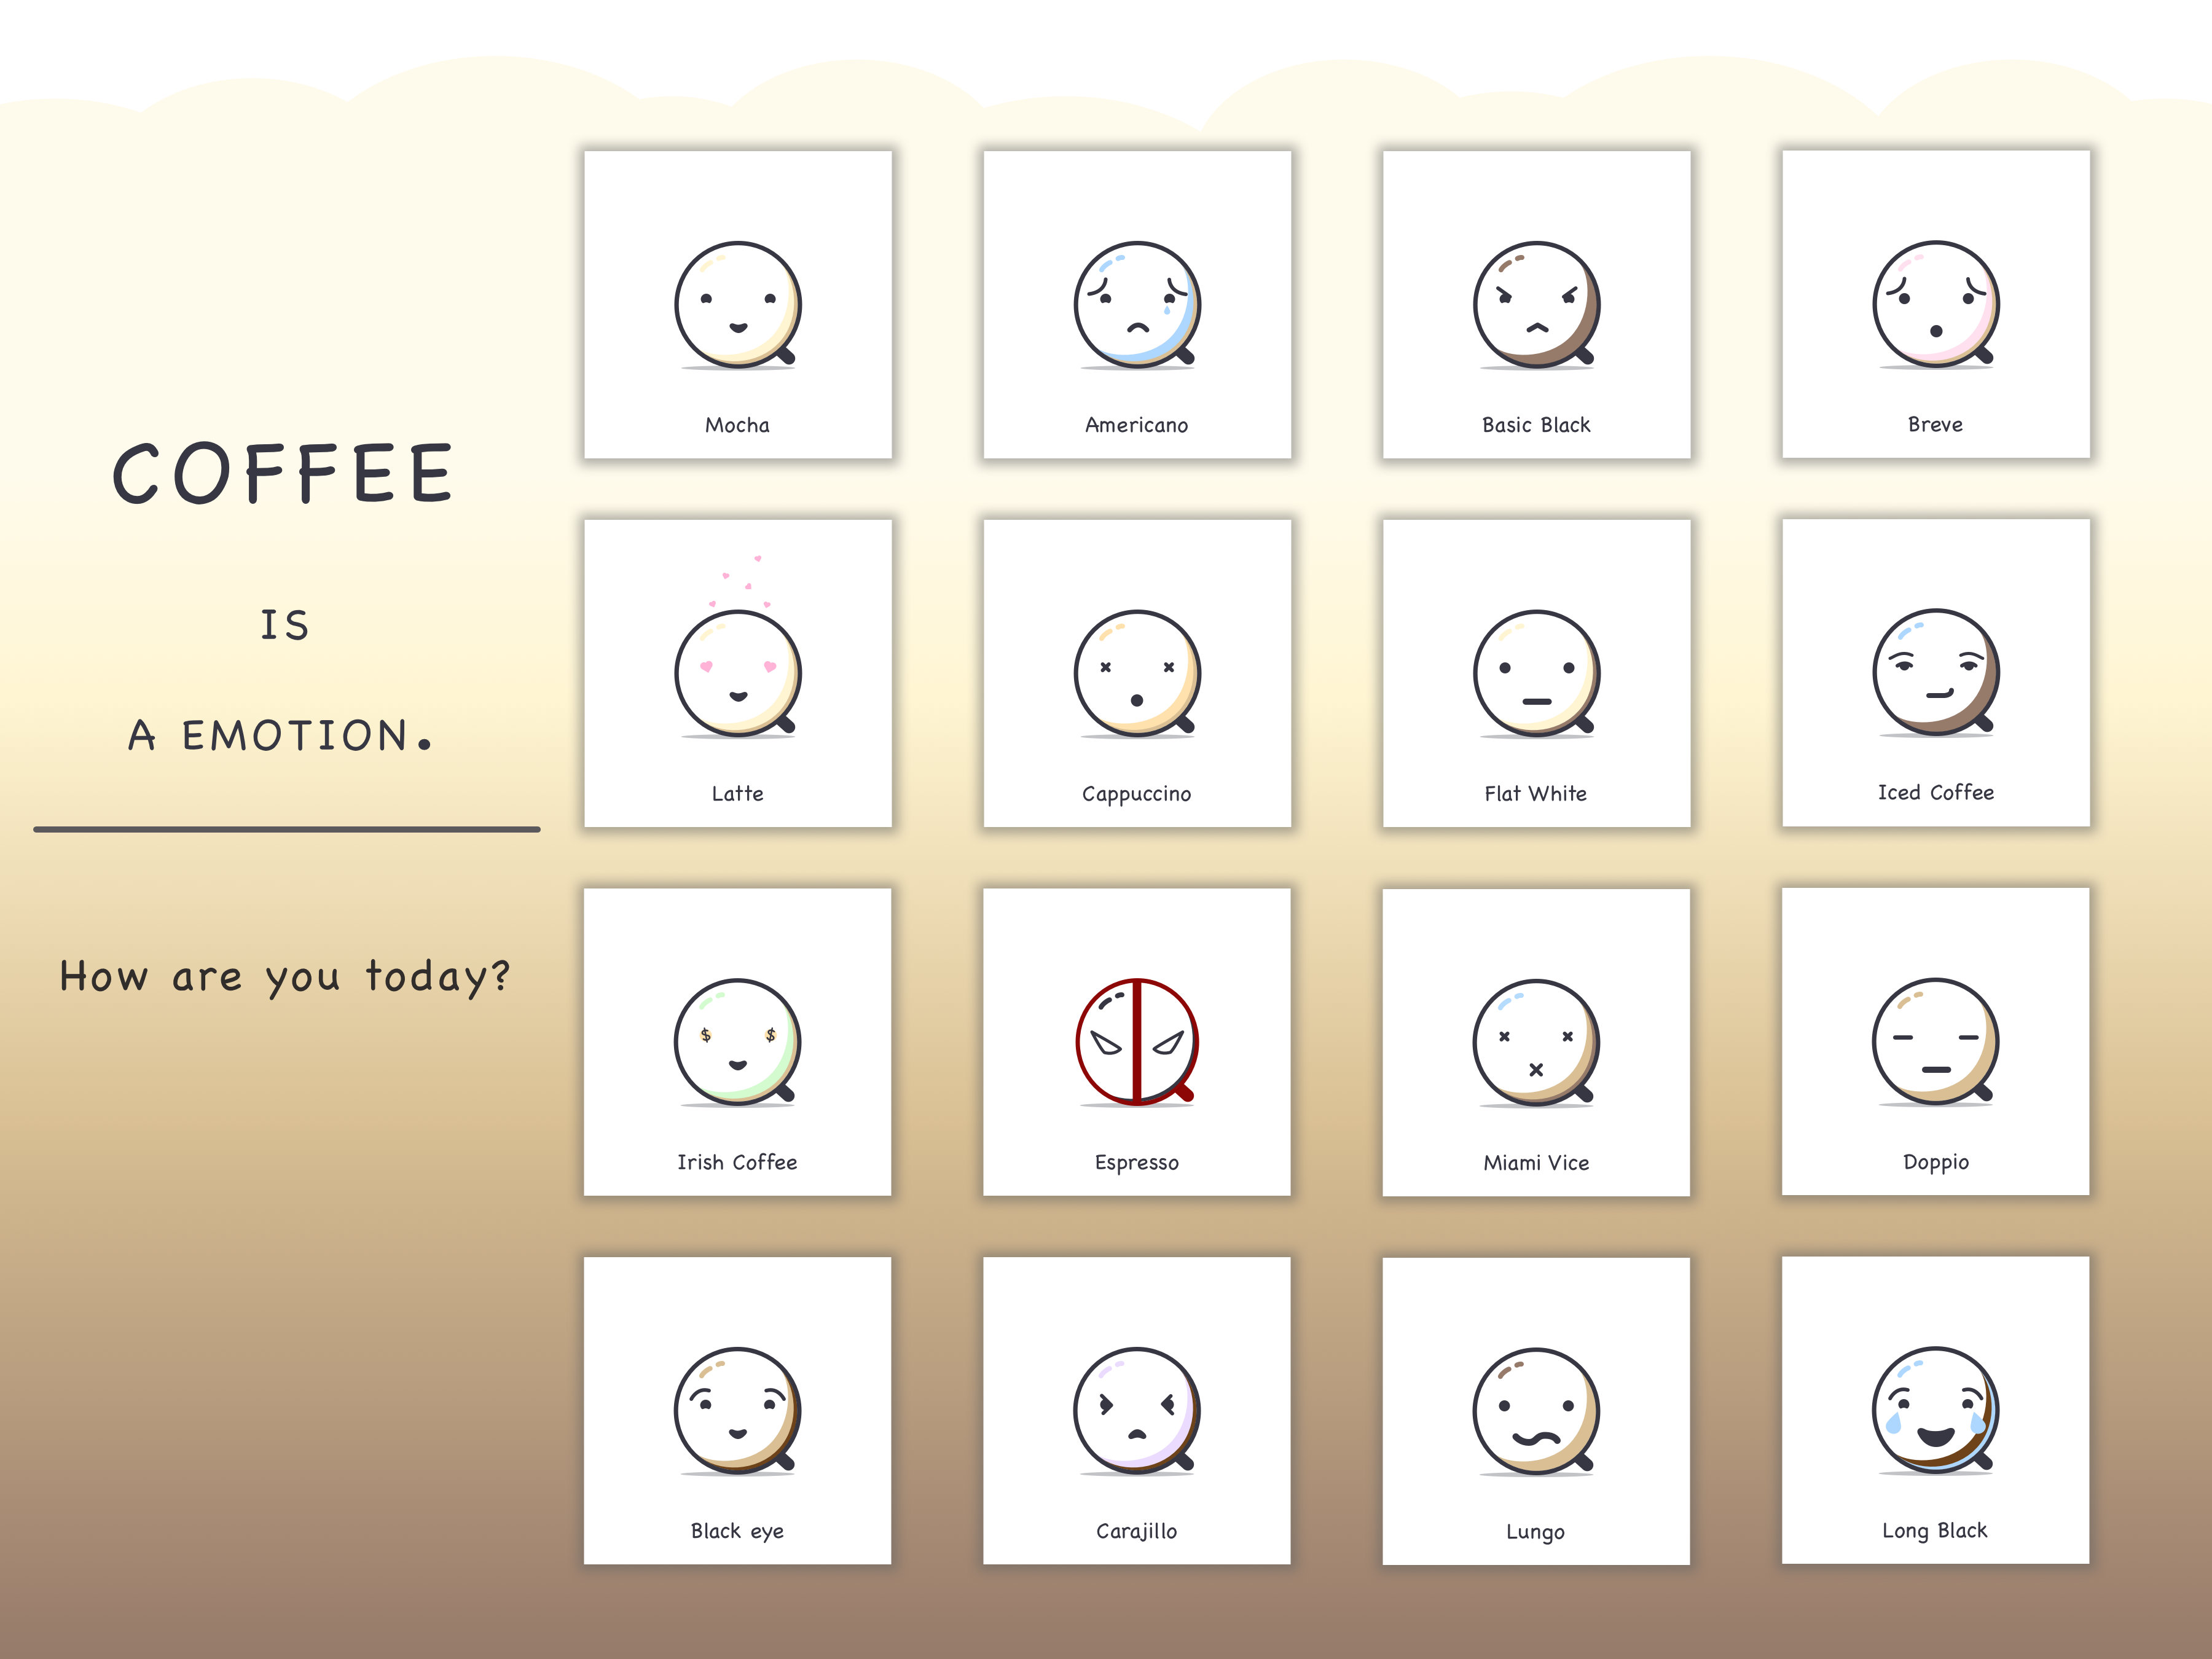 COFFEE
IS
A EMOTION.
How are you today?
Mocha
Americano
Basic Black
Breve
Latte
Cappuccino
Flat White
Iced Coffee
$ $
Irish Coffee
Espresso
Miami Vice
Doppio
Black eye
Carajillo
Lungo
Long Black